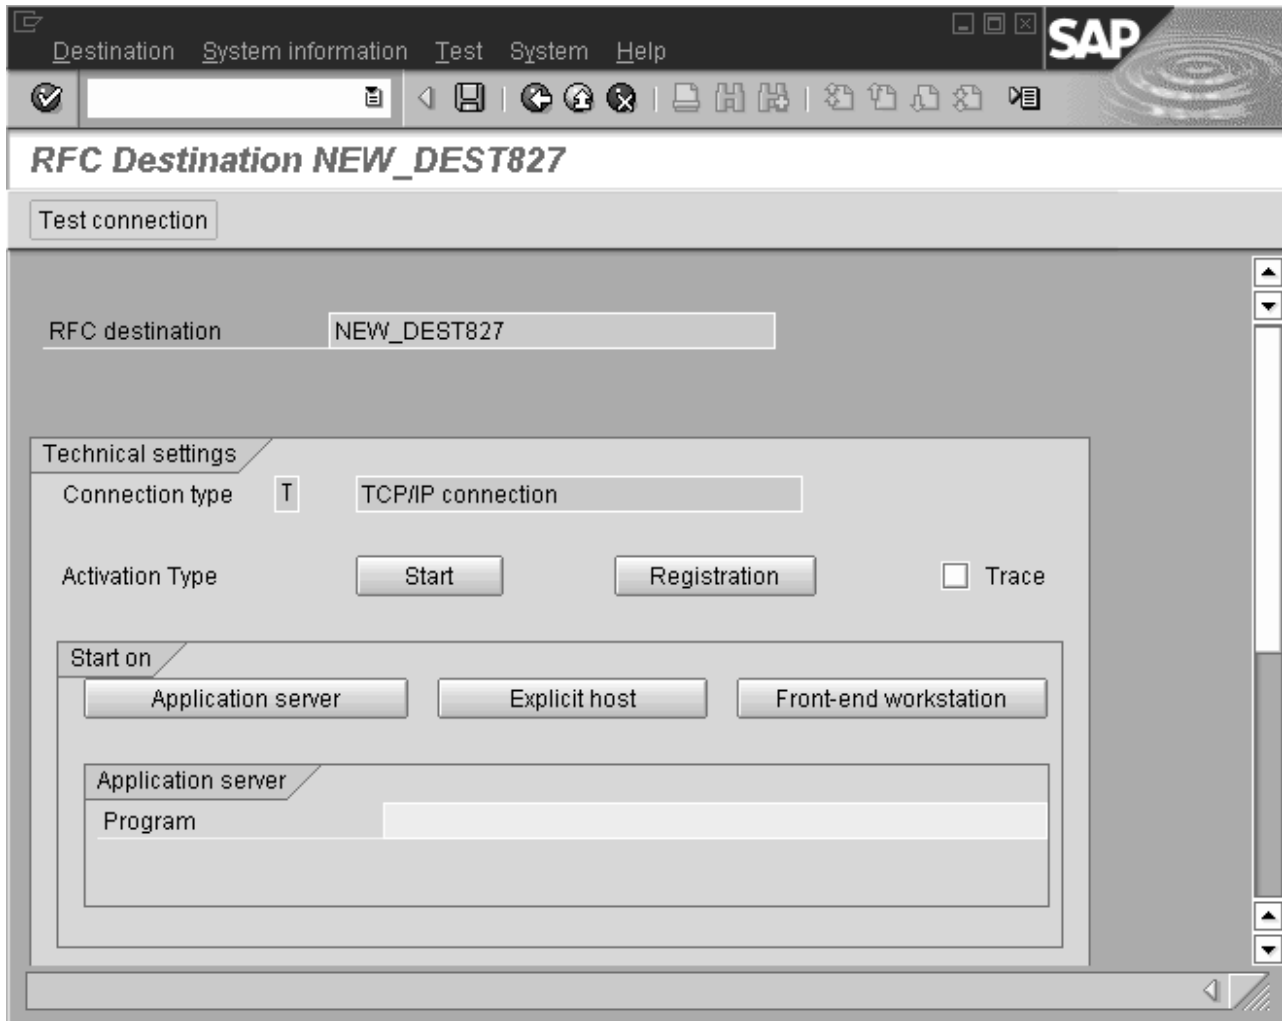 Destination System information Test System Help
SAP
RFC Destination NEW_DEST827
Test connection
RFC destination NEW_DEST827
Technical settings
Connection type T TCP/IP connection
Activation Type Start Registration Trace
Start on
Application server Explicit host Front-end workstation
Application server
Program